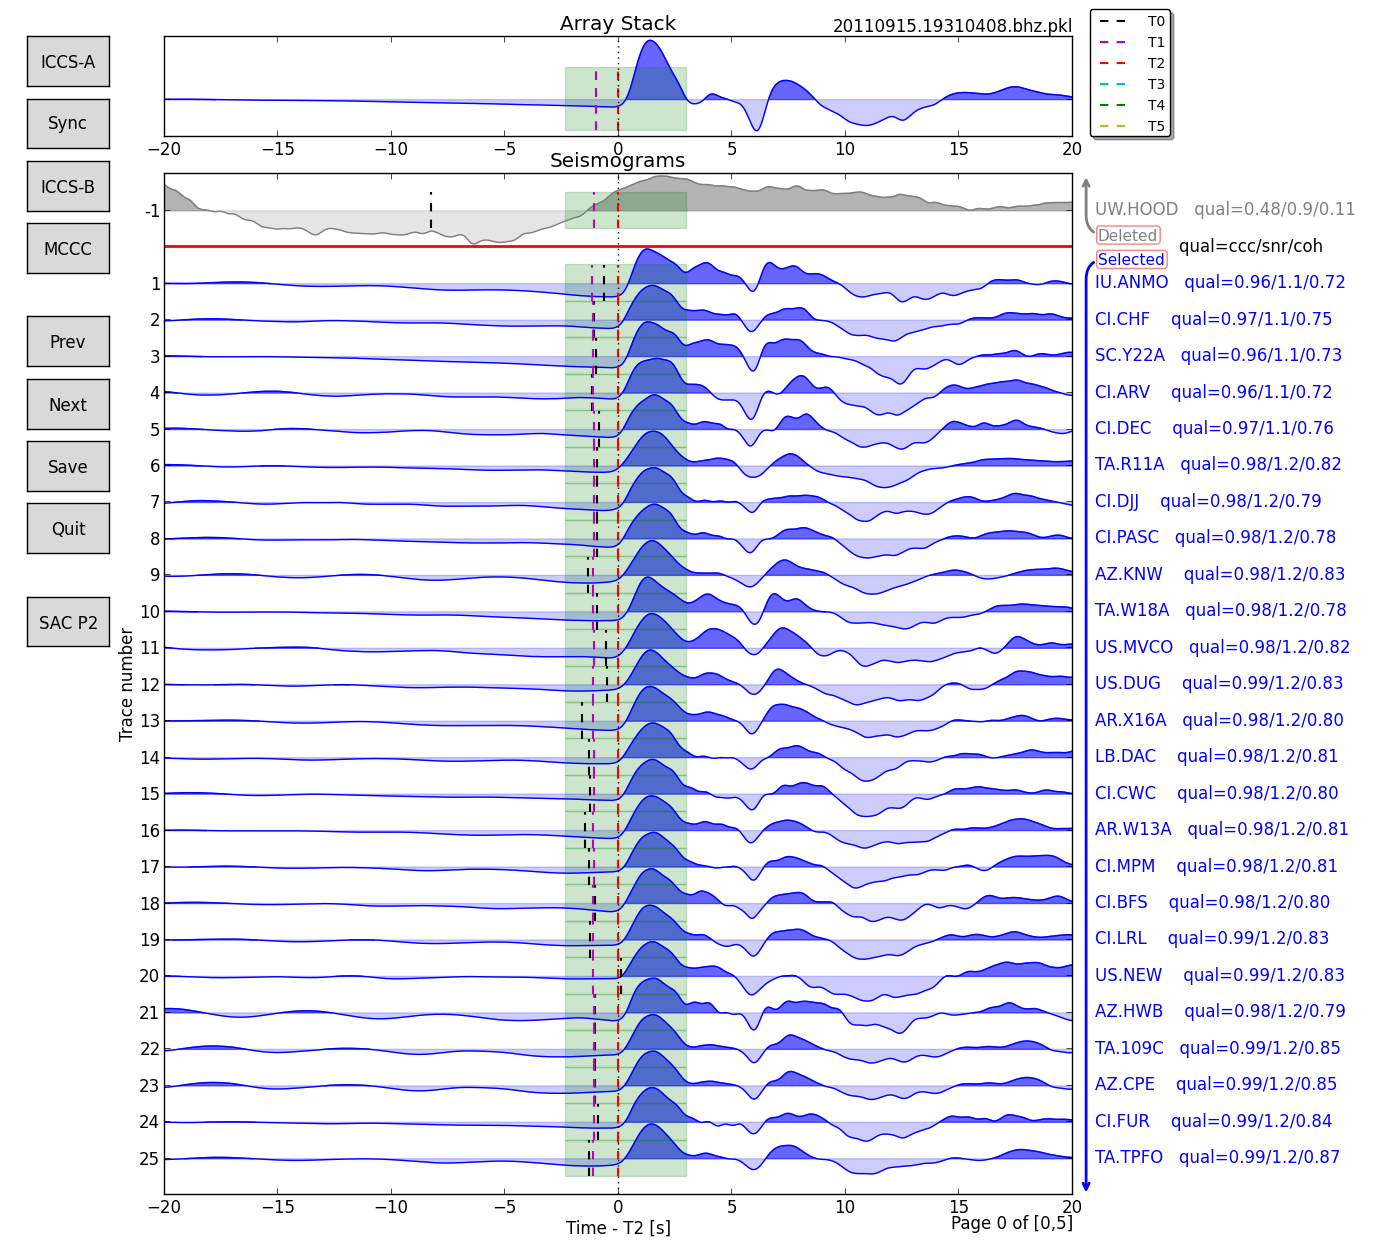 Array Stack
20110915.19310408.bhz.pkl
T0
T1
T2
T3
T4
T5
ICCS-A
Sync
ICCS-B
MCCC
Prev
Next
Save
Quit
SAC P2
−20 −15 −10 −5 0 5 10 15 20
Seismograms
-1 UW.HOOD qual=0.48/0.9/0.11
Deleted
qual=ccc/snr/coh
Selected
1 IU.ANMO qual=0.96/1.1/0.72
2 CI.CHF qual=0.97/1.1/0.75
3 SC.Y22A qual=0.96/1.1/0.73
4 CI.ARV qual=0.96/1.1/0.72
5 CI.DEC qual=0.97/1.1/0.76
6 TA.R11A qual=0.98/1.2/0.82
7 CI.DJJ qual=0.98/1.2/0.79
8 CI.PASC qual=0.98/1.2/0.78
9 AZ.KNW qual=0.98/1.2/0.83
10 TA.W18A qual=0.98/1.2/0.78
11 US.MVCO qual=0.98/1.2/0.82
12 US.DUG qual=0.99/1.2/0.83
13 AR.X16A qual=0.98/1.2/0.80
14 LB.DAC qual=0.98/1.2/0.81
15 CI.CWC qual=0.98/1.2/0.80
16 AR.W13A qual=0.98/1.2/0.81
17 CI.MPM qual=0.98/1.2/0.81
18 CI.BFS qual=0.98/1.2/0.80
19 CI.LRL qual=0.99/1.2/0.83
20 US.NEW qual=0.99/1.2/0.83
21 AZ.HWB qual=0.98/1.2/0.79
22 TA.109C qual=0.99/1.2/0.85
23 AZ.CPE qual=0.99/1.2/0.85
24 CI.FUR qual=0.99/1.2/0.84
25 TA.TPFO qual=0.99/1.2/0.87
Trace number
−20 −15 −10 −5 0 5 10 15 20
Time - T2 [s]
Page 0 of [0,5]